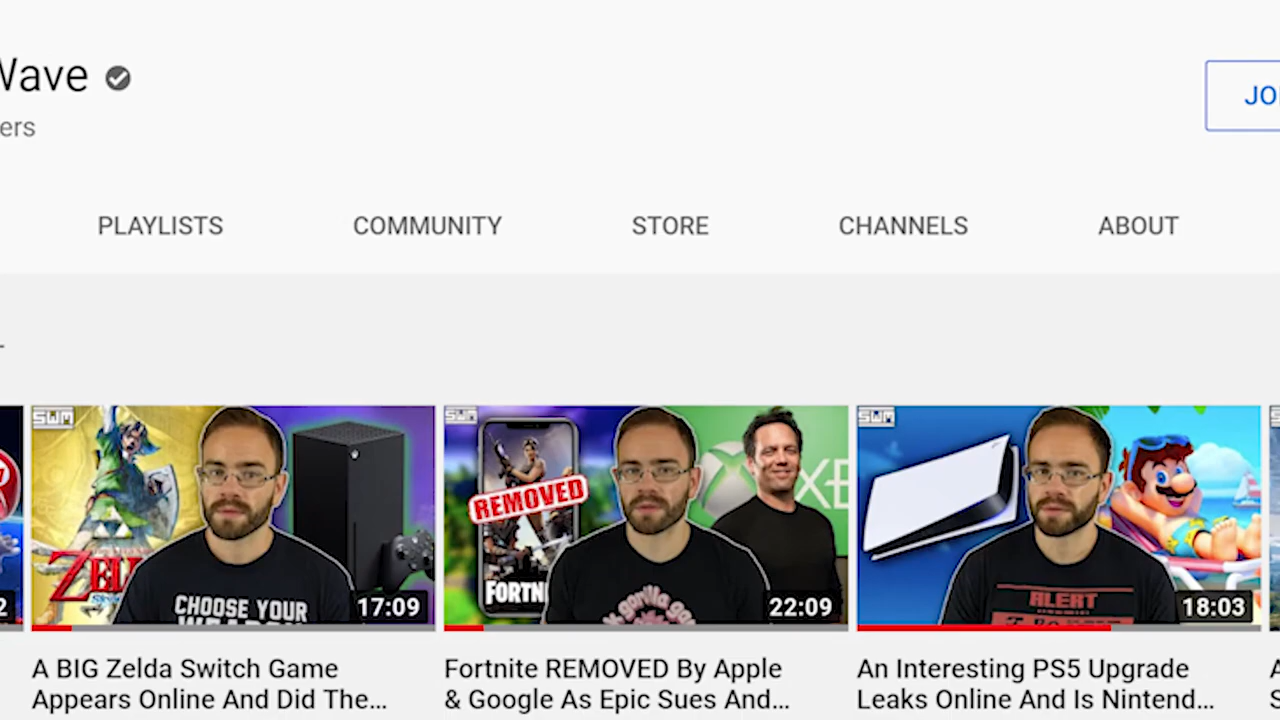 Wave
ers
JO
PLAYLISTS
COMMUNITY
STORE
CHANNELS
ABOUT
SWM
ZEL
CHOOSE YOUR
17:09
SWM
REMOVED
FORTN
XB
22:09
SWM
ALERT
18:03
A BIG Zelda Switch Game
Appears Online And Did The...
Fortnite REMOVED By Apple
& Google As Epic Sues And...
An Interesting PS5 Upgrade
Leaks Online And Is Nintend...